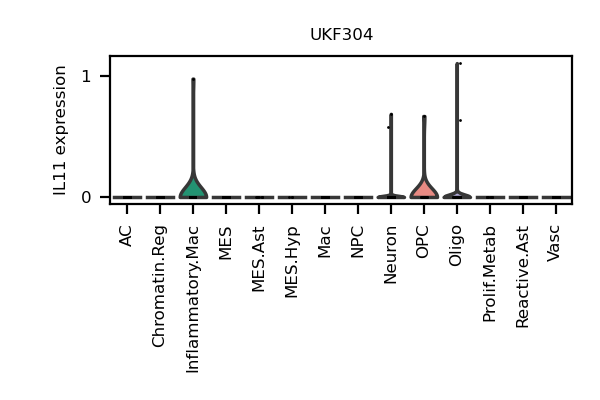 UKF304
IL11 expression
1
0
AC
Chromatin.Reg
Inflammatory.Mac
MES
MES.Ast
MES.Hyp
Mac
NPC
Neuron
OPC
Oligo
Prolif.Metab
Reactive.Ast
Vasc